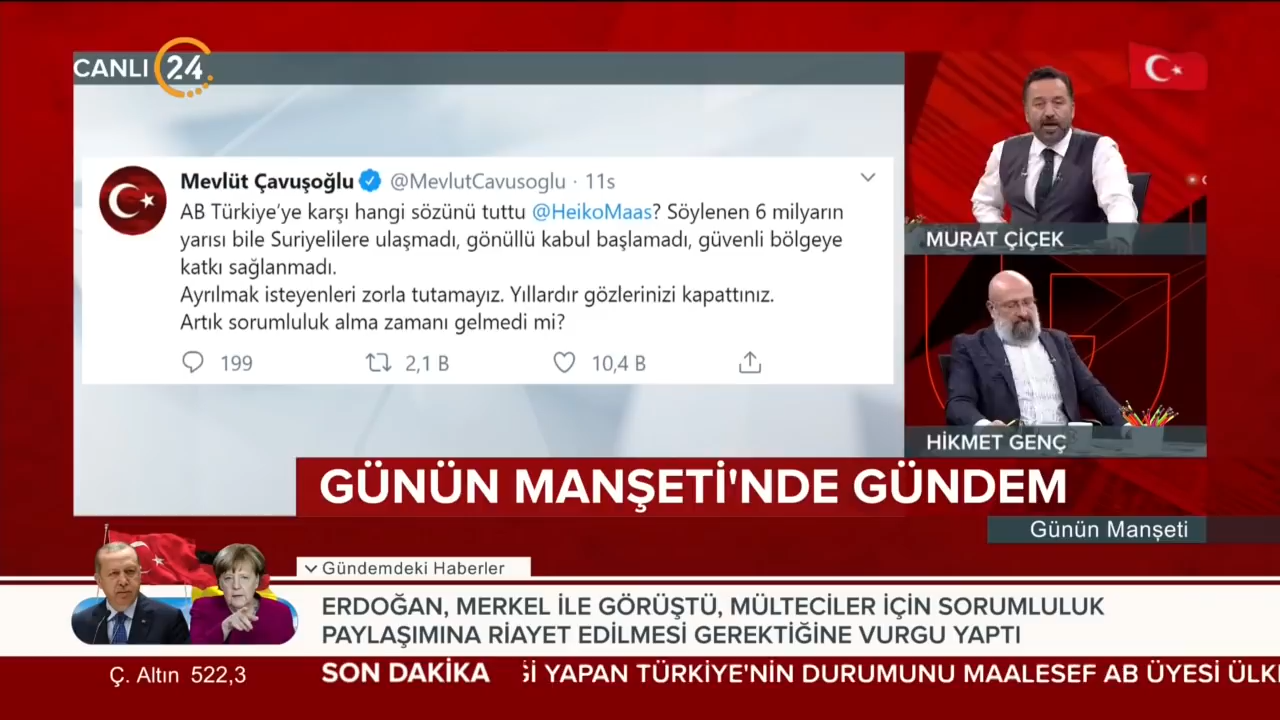 CANLI 24
Mevlüt Çavuşoğlu @MevlutCavusoglu · 11s
AB Türkiye'ye karşı hangi sözünü tuttu @HeikoMaas? Söylenen 6 milyarın
yarısı bile Suriyelilere ulaşmadı, gönüllü kabul başlamadı, güvenli bölgeye
katkı sağlanmadı.
Ayrılmak isteyenleri zorla tutamayız. Yıllardır gözlerinizi kapattınız.
Artık sorumluluk alma zamanı gelmedi mi?
199 2,1 B 10,4 B
MURAT ÇİÇEK
HİKMET GENÇ
GÜNÜN MANŞETİ'NDE GÜNDEM
Günün Manşeti
Gündemdeki Haberler
ERDOĞAN, MERKEL İLE GÖRÜŞTÜ, MÜLTECİLER İÇİN SORUMLULUK
PAYLAŞIMINA RİAYET EDİLMESİ GEREKTİĞİNE VURGU YAPTI
Ç. Altın 522,3
SON DAKİKA Ğİ YAPAN TÜRKİYE'NİN DURUMUNU MAALESEF AB ÜYESİ ÜLK